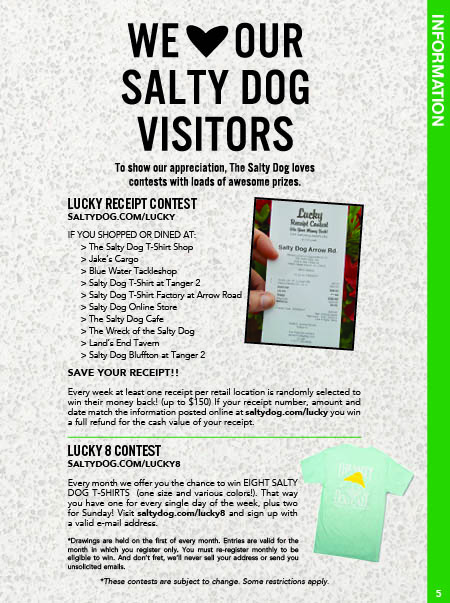 INFORMATION
WE OUR
SALTY DOG
VISITORS
To show our appreciation, The Salty Dog loves
contests with loads of awesome prizes.
LUCKY RECEIPT CONTEST
SALTYDOG.COM/LUCKY
IF YOU SHOPPED OR DINED AT:
> The Salty Dog T-Shirt Shop
> Jake's Cargo
> Blue Water Tackleshop
> Salty Dog T-Shirt at Tanger 2
> Salty Dog T-Shirt Factory at Arrow Road
> Salty Dog Online Store
> The Salty Dog Cafe
> The Wreck of the Salty Dog
> Land's End Tavern
> Salty Dog Bluffton at Tanger 2
SAVE YOUR RECEIPT!!
Lucky
Receipt Contest
Win Your Money Back!
Salty Dog Arrow Rd.
Every week at least one receipt per retail location is randomly selected to
win their money back! (up to $150) If your receipt number, amount and
date match the information posted online at saltydog.com/lucky you win
a full refund for the cash value of your receipt.
LUCKY 8 CONTEST
SALTYDOG.COM/LUCKY8
Every month we offer you the chance to win EIGHT SALTY
DOG T-SHIRTS (one size and various colors!). That way
you have one for every single day of the week, plus two
for Sunday! Visit saltydog.com/lucky8 and sign up with
a valid e-mail address.
*Drawings are held on the first of every month. Entries are valid for the
month in which you register only. You must re-register monthly to be
eligible to win. And don't fret, we'll never sell your address or send you
unsolicited emails.
*These contests are subject to change. Some restrictions apply.
5